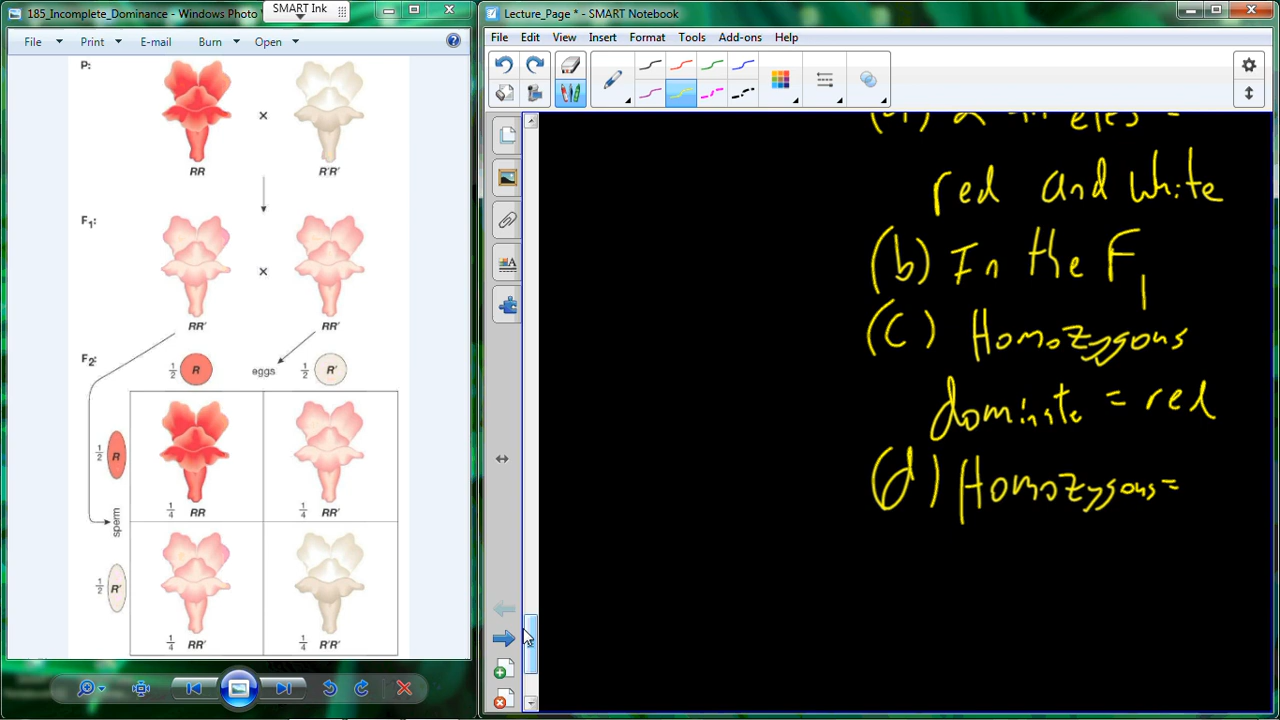 185_Incomplete_Dominance - Windows Photo
SMART Ink
File Print E-mail Burn Open
P:
×
RR R'R'
F1:
×
RR' RR'
F2:
1/2 R eggs 1/2 R'
1/2 R
1/4 RR 1/4 RR'
sperm
1/2 R'
1/4 RR' 1/4 R'R'
Lecture_Page * - SMART Notebook
File Edit View Insert Format Tools Add-ons Help
red and white
(b) In the F1
(c) Homozygous
dominate = red
(d) Homozygous =